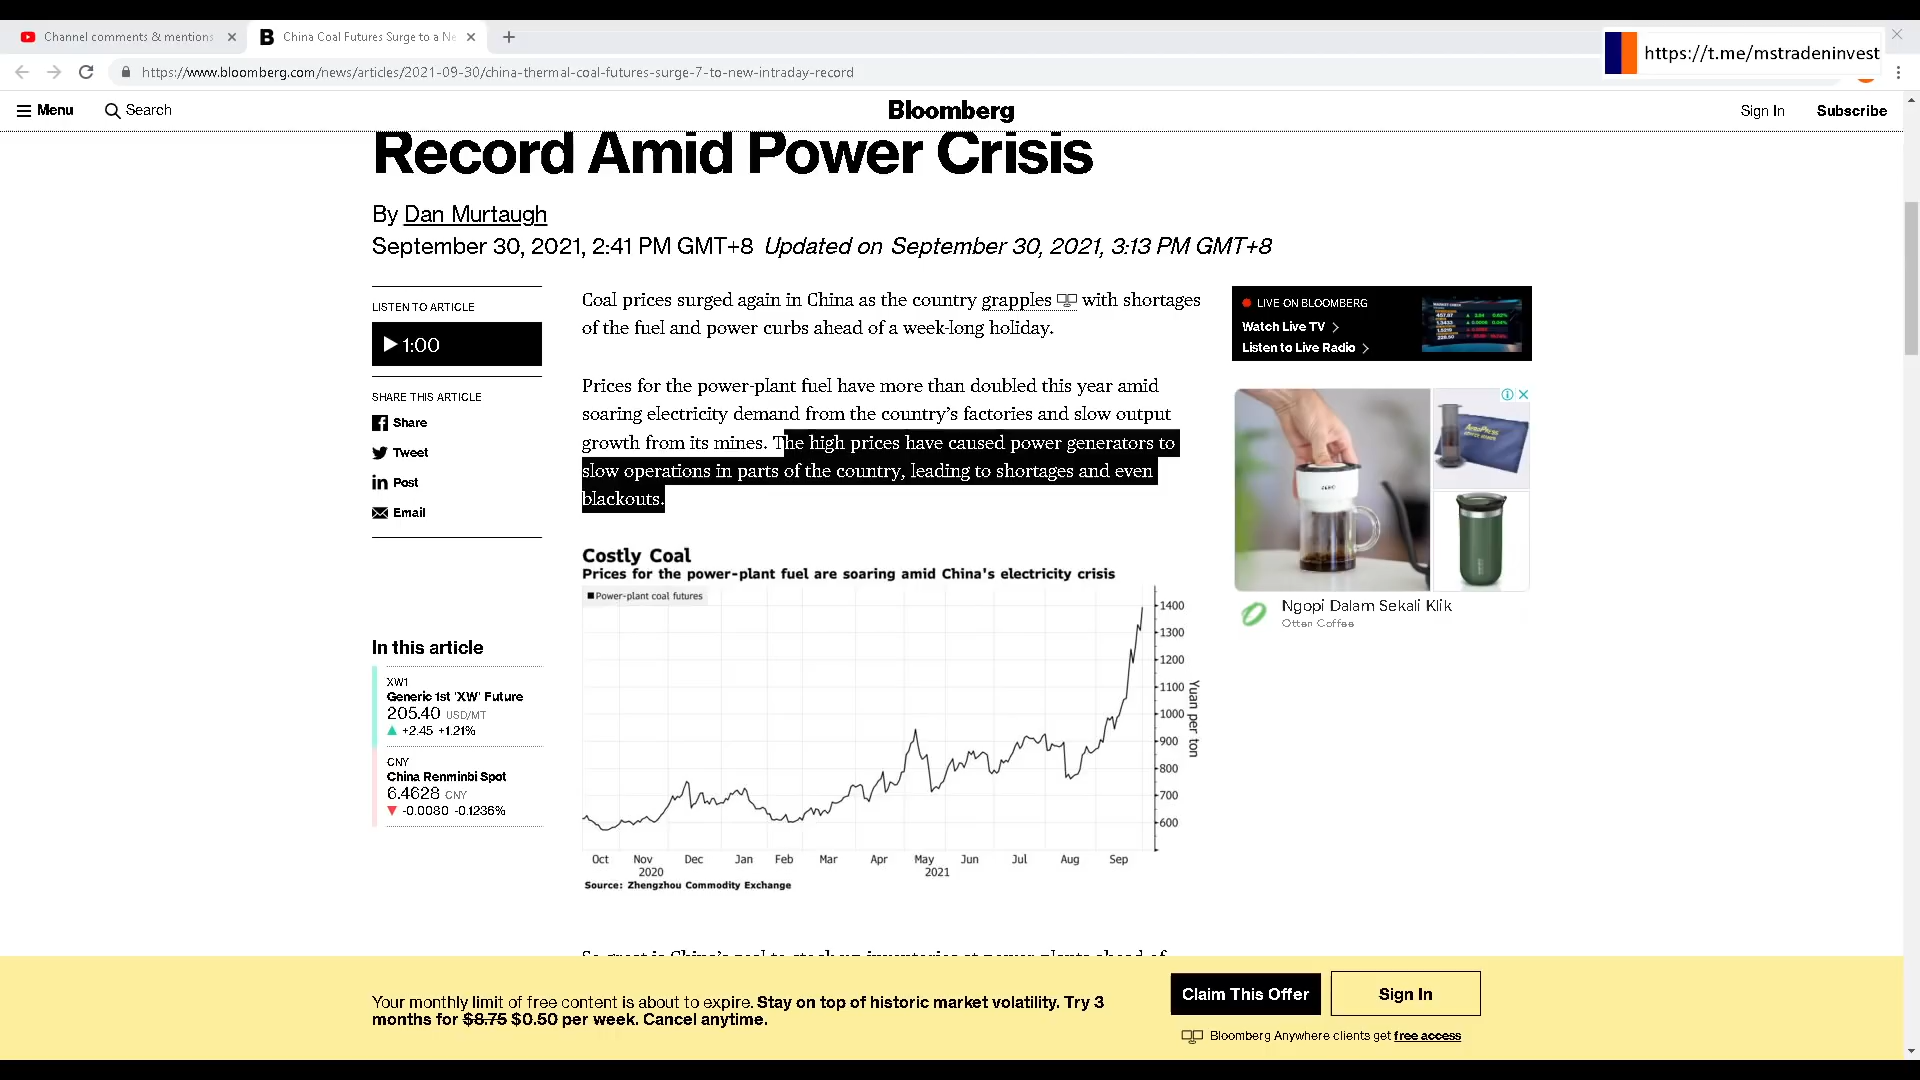 Channel comments & mentions
China Coal Futures Surge to a Ne
https://t.me/mstradeninvest
https://www.bloomberg.com/news/articles/2021-09-30/china-thermal-coal-futures-surge-7-to-new-intraday-record
Menu
Search
Bloomberg
Sign In
Subscribe
Record Amid Power Crisis
By Dan Murtaugh
September 30, 2021, 2:41 PM GMT+8 Updated on September 30, 2021, 3:13 PM GMT+8
LISTEN TO ARTICLE
1:00
SHARE THIS ARTICLE
Share
Tweet
Post
Email
In this article
XW1
Generic 1st 'XW' Future
205.40 USD/MT
+2.45 +1.21%
CNY
China Renminbi Spot
6.4628 CNY
-0.0080 -0.1236%
Coal prices surged again in China as the country grapples with shortages
of the fuel and power curbs ahead of a week-long holiday.
Prices for the power-plant fuel have more than doubled this year amid
soaring electricity demand from the country's factories and slow output
growth from its mines. The high prices have caused power generators to
slow operations in parts of the country, leading to shortages and even
blackouts.
Costly Coal
Prices for the power-plant fuel are soaring amid China's electricity crisis
Power-plant coal futures
1400
1300
1200
1100
1000
900
800
700
600
Yuan per ton
Oct Nov Dec Jan Feb Mar Apr May Jun Jul Aug Sep
2020 2021
Source: Zhengzhou Commodity Exchange
LIVE ON BLOOMBERG
Watch Live TV
Listen to Live Radio
Ngopi Dalam Sekali Klik
Otten Coffee
Your monthly limit of free content is about to expire. Stay on top of historic market volatility. Try 3
months for $8.75 $0.50 per week. Cancel anytime.
Claim This Offer
Sign In
Bloomberg Anywhere clients get free access